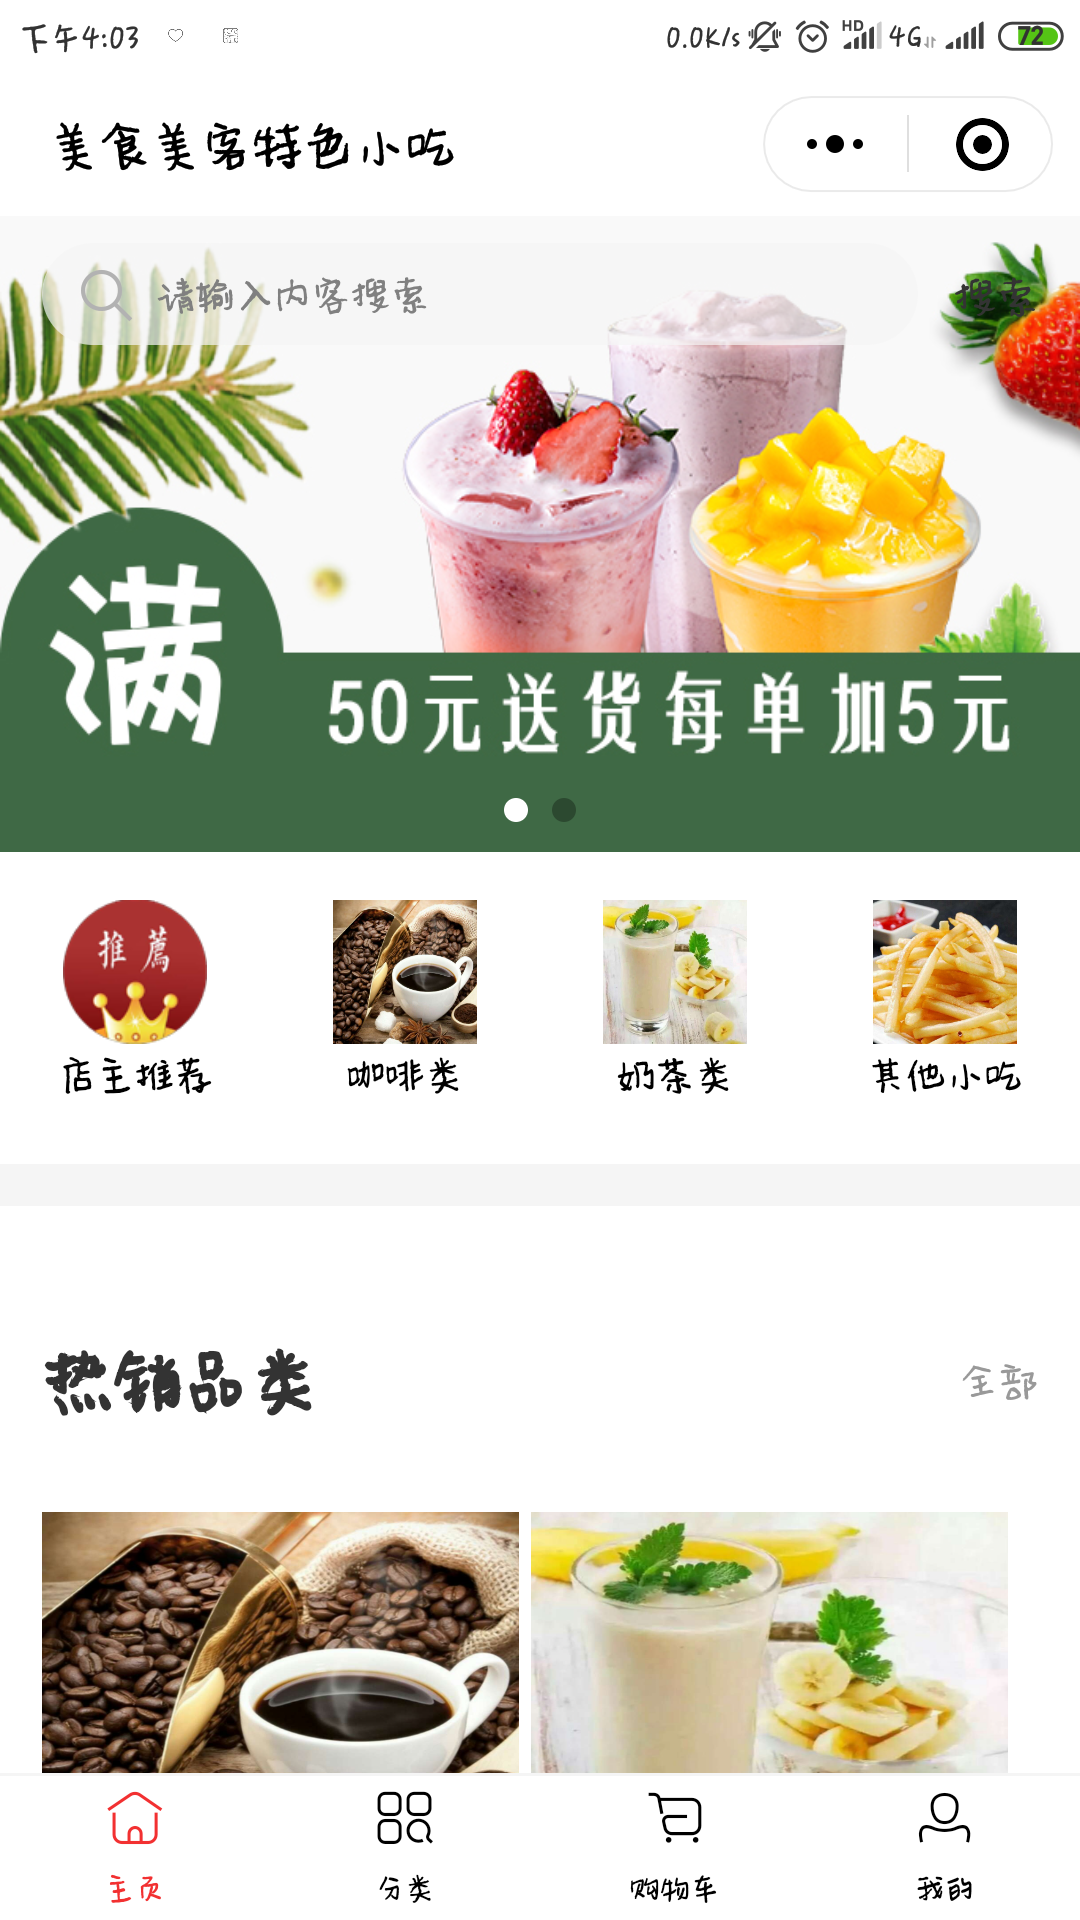 下午4:03 0.0K/s HD 4G 72
美食美客特色小吃
请输入内容搜索 搜索
满
50元送货每单加5元
推薦
店主推荐 咖啡类 奶茶类 其他小吃
热销品类 全部
主页 分类 购物车 我的